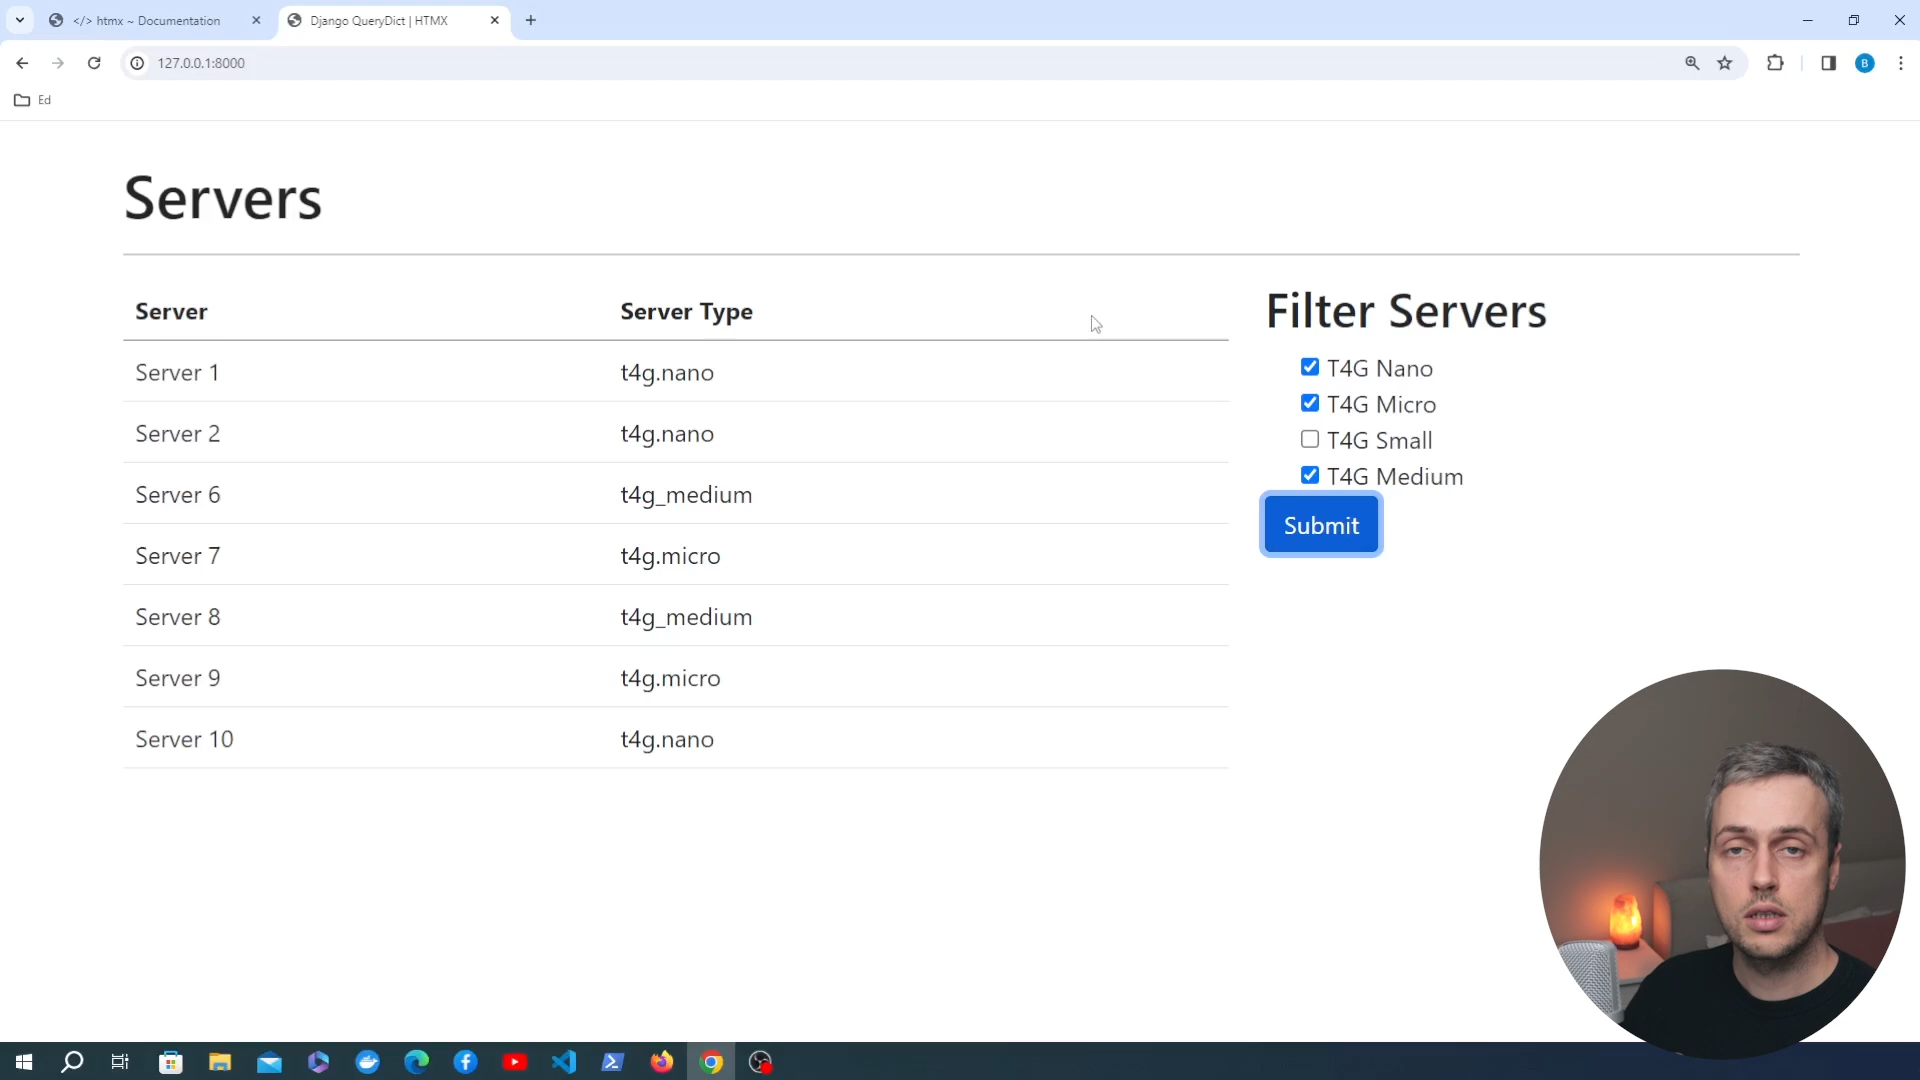 </> htmx ~ Documentation
Django QueryDict | HTMX
127.0.0.1:8000
B
Ed
Servers
Server Server Type
Server 1 t4g.nano
Server 2 t4g.nano
Server 6 t4g_medium
Server 7 t4g.micro
Server 8 t4g_medium
Server 9 t4g.micro
Server 10 t4g.nano
Filter Servers
T4G Nano
T4G Micro
T4G Small
T4G Medium
Submit